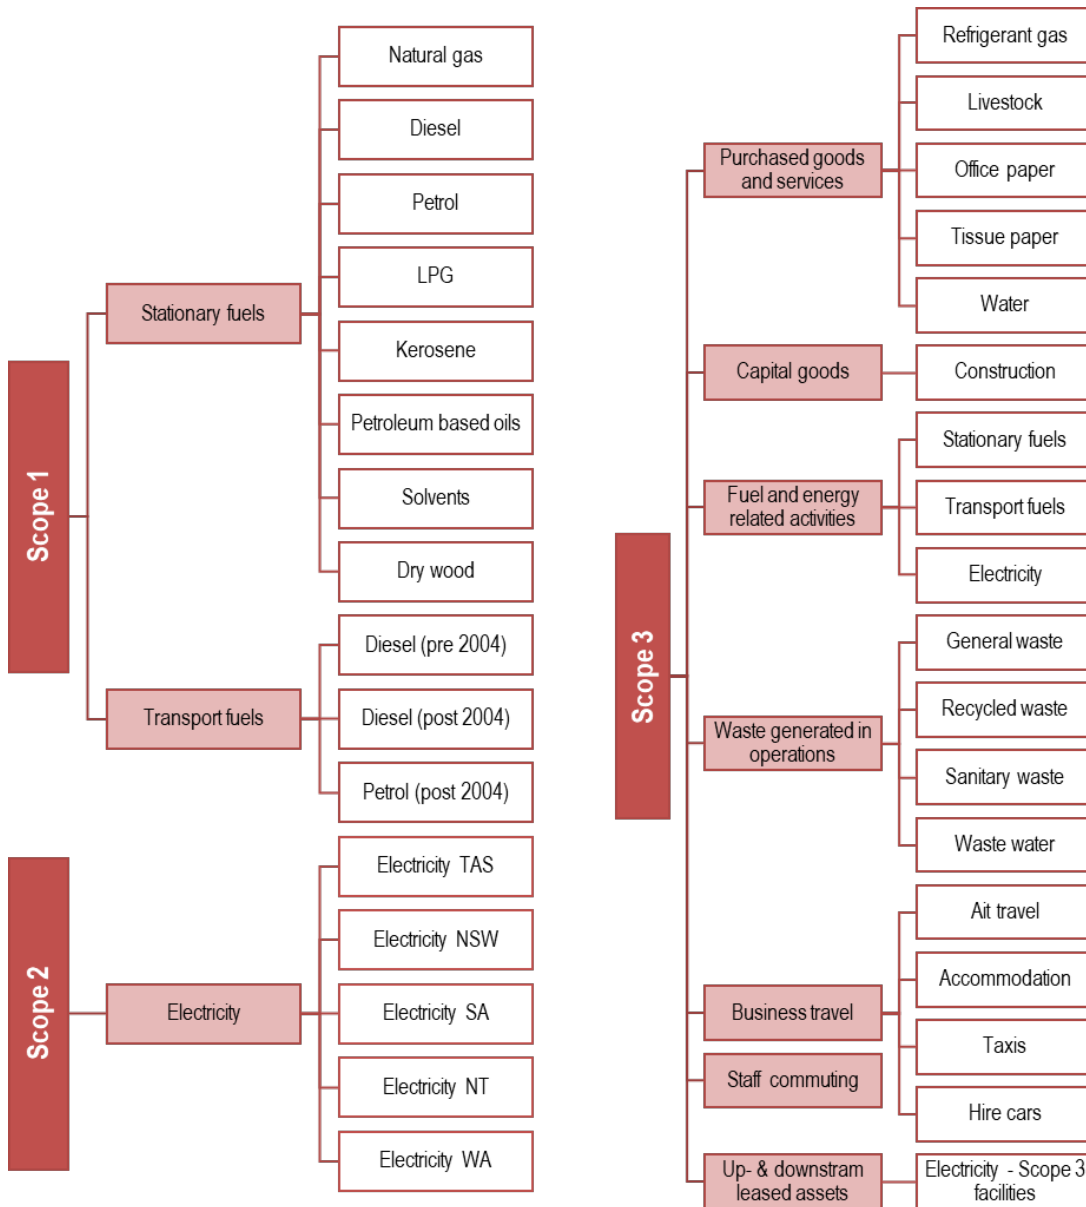 Scope 1
Stationary fuels
Natural gas
Diesel
Petrol
LPG
Kerosene
Petroleum based oils
Solvents
Dry wood
Transport fuels
Diesel (pre 2004)
Diesel (post 2004)
Petrol (post 2004)
Scope 2
Electricity
Electricity TAS
Electricity NSW
Electricity SA
Electricity NT
Electricity WA
Scope 3
Purchased goods
and services
Refrigerant gas
Livestock
Office paper
Tissue paper
Water
Capital goods
Construction
Fuel and energy
related activities
Stationary fuels
Transport fuels
Electricity
Waste generated in
operations
General waste
Recycled waste
Sanitary waste
Waste water
Business travel
Ait travel
Accommodation
Taxis
Hire cars
Staff commuting
Up- & downstram
leased assets
Electricity - Scope 3
facilities